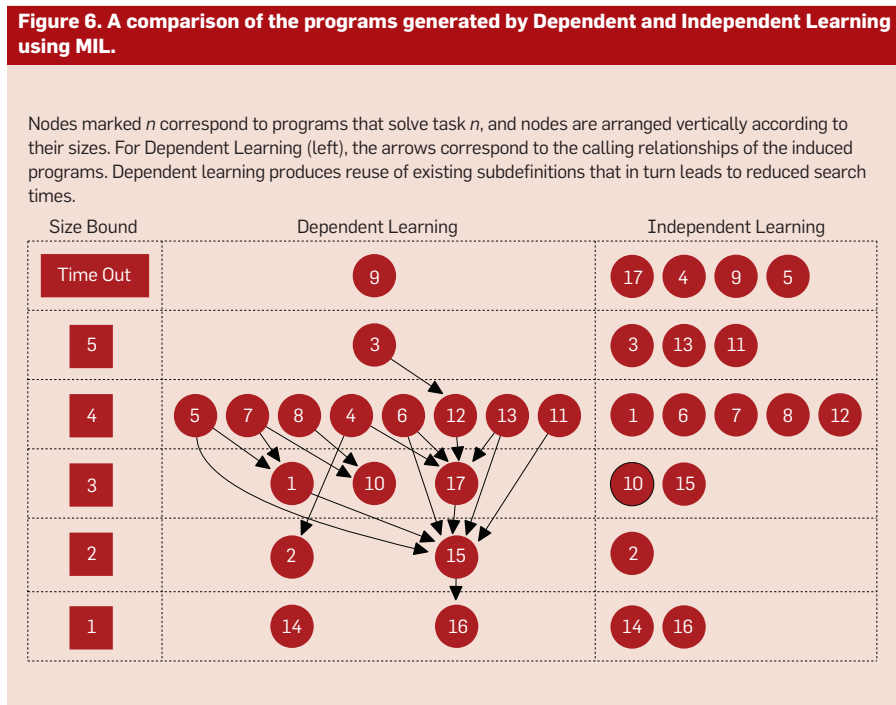 Figure 6. A comparison of the programs generated by Dependent and Independent Learning
using MIL.
Nodes marked n correspond to programs that solve task n, and nodes are arranged vertically according to
their sizes. For Dependent Learning (left), the arrows correspond to the calling relationships of the induced
programs. Dependent learning produces reuse of existing subdefinitions that in turn leads to reduced search
times.
Size Bound Dependent Learning Independent Learning
Time Out 9 17 4 9 5
5 3 3 13 11
4 5 7 8 4 6 12 13 11 1 6 7 8 12
3 1 10 17 10 15
2 2 15 2
1 14 16 14 16